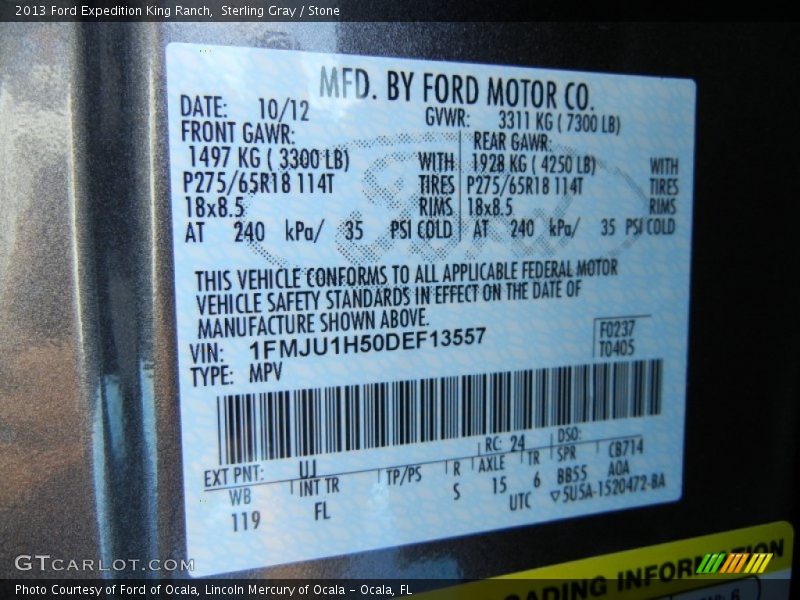 2013 Ford Expedition King Ranch, Sterling Gray / Stone
MFD. BY FORD MOTOR CO.
DATE: 10/12 GVWR: 3311 KG ( 7300 LB)
FRONT GAWR: REAR GAWR:
1497 KG ( 3300 LB) WITH 1928 KG ( 4250 LB) WITH
P275/65R18 114T TIRES P275/65R18 114T TIRES
18x8.5 RIMS 18x8.5 RIMS
AT 240 kPa/ 35 PSI COLD AT 240 kPa/ 35 PSI COLD
THIS VEHICLE CONFORMS TO ALL APPLICABLE FEDERAL MOTOR
VEHICLE SAFETY STANDARDS IN EFFECT ON THE DATE OF
MANUFACTURE SHOWN ABOVE.
VIN: 1FMJU1H50DEF13557 F0237
TYPE: MPV T0405
EXT PNT: UJ RC: 24 DSO:
WB INT TR TP/PS R AXLE TR SPR CB714
119 FL S 15 6 BB55 AOA
UTC ▽5U5A-1520472-BA
LOADING INFORMATION
GTCARLOT.COM
Photo Courtesy of Ford of Ocala, Lincoln Mercury of Ocala - Ocala, FL